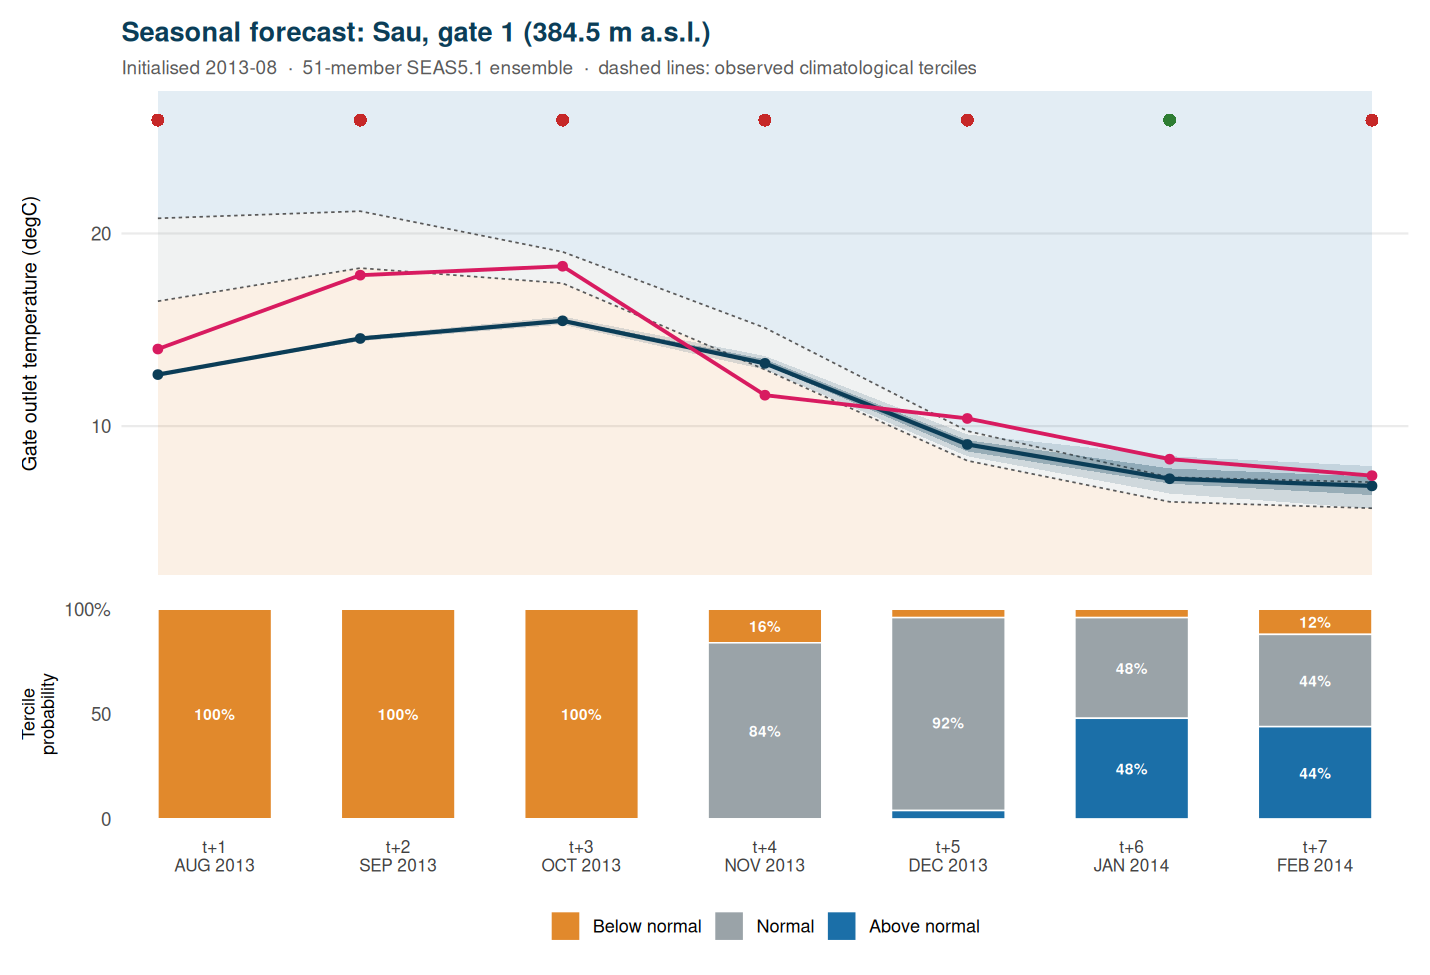 Seasonal forecast: Sau, gate 1 (384.5 m a.s.l.)
Initialised 2013-08 · 51-member SEAS5.1 ensemble · dashed lines: observed climatological terciles
Gate outlet temperature (degC)
20
10
Tercile
probability
100%
50
0
100%
100%
100%
16%
84%
92%
48%
48%
12%
44%
44%
t+1
AUG 2013
t+2
SEP 2013
t+3
OCT 2013
t+4
NOV 2013
t+5
DEC 2013
t+6
JAN 2014
t+7
FEB 2014
Below normal
Normal
Above normal